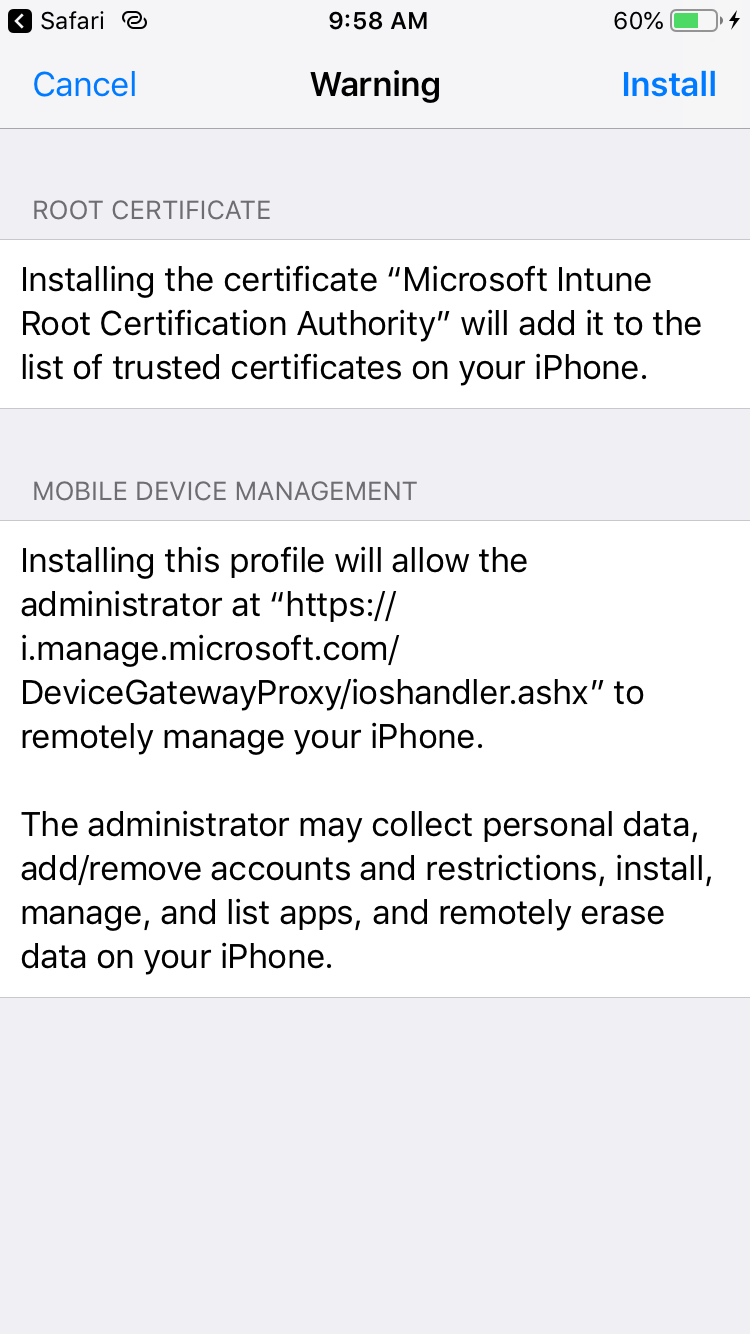 Safari
9:58 AM
60%
Cancel
Warning
Install
ROOT CERTIFICATE
Installing the certificate “Microsoft Intune
Root Certification Authority” will add it to the
list of trusted certificates on your iPhone.
MOBILE DEVICE MANAGEMENT
Installing this profile will allow the
administrator at “https://
i.manage.microsoft.com/
DeviceGatewayProxy/ioshandler.ashx” to
remotely manage your iPhone.
The administrator may collect personal data,
add/remove accounts and restrictions, install,
manage, and list apps, and remotely erase
data on your iPhone.